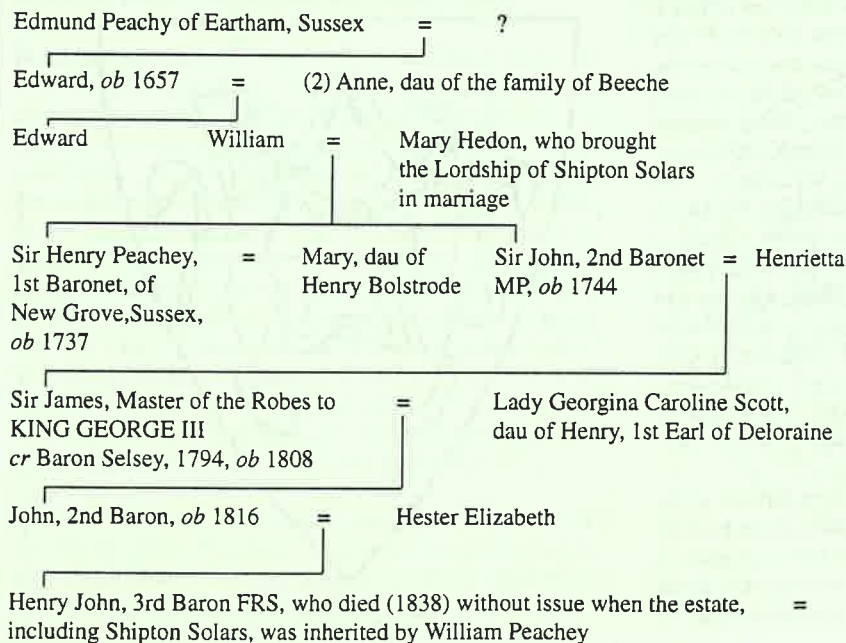 Edmund Peachy of Eartham, Sussex = ?
Edward, ob 1657 = (2) Anne, dau of the family of Beeche
Edward William = Mary Hedon, who brought
the Lordship of Shipton Solars
in marriage
Sir Henry Peachey, = Mary, dau of Sir John, 2nd Baronet = Henrietta
1st Baronet, of Henry Bolstrode MP, ob 1744
New Grove,Sussex,
ob 1737
Sir James, Master of the Robes to = Lady Georgina Caroline Scott,
KING GEORGE III dau of Henry, 1st Earl of Deloraine
cr Baron Selsey, 1794, ob 1808
John, 2nd Baron, ob 1816 = Hester Elizabeth
Henry John, 3rd Baron FRS, who died (1838) without issue when the estate, =
including Shipton Solars, was inherited by William Peachey